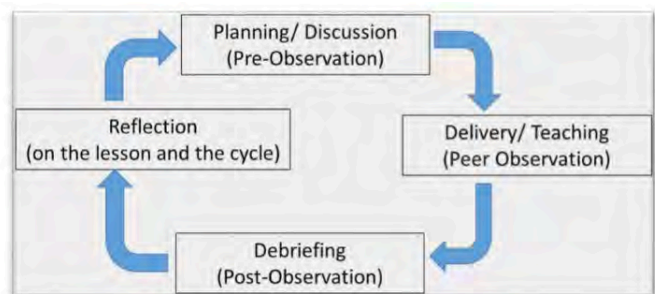 Planning/ Discussion
(Pre-Observation)
Delivery/ Teaching
(Peer Observation)
Debriefing
(Post-Observation)
Reflection
(on the lesson and the cycle)